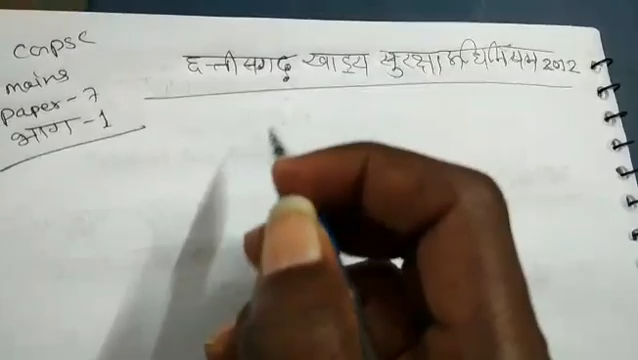 CGPSC
mains
paper - 7
भाग - 1
छत्तीसगढ़ खाद्य सुरक्षा अधिनियम 2012